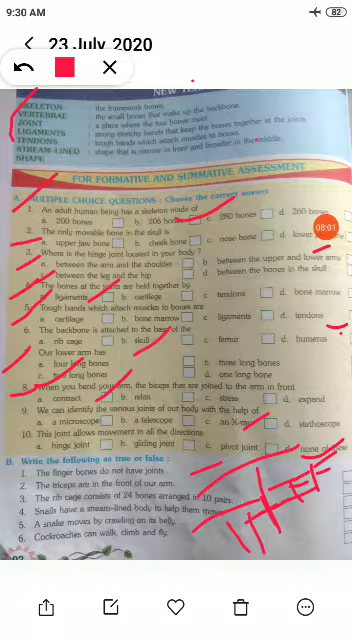 9:30 AM
82
23 July 2020
SKELETON : the framework bones.
VERTEBRAE : the small bones that make up the backbone.
JOINT : a place where the two bones meet.
LIGAMENTS : strong stretchy bands that keep the bones together at the joints.
TENDONS : tough bands which attach muscles to bones.
STREAM-LINED : shape that is narrow in front and broader in the middle.
SHAPE
FOR FORMATIVE AND SUMMATIVE ASSESSMENT
A. MULTIPLE CHOICE QUESTIONS : Choose the correct answer
1. An adult human being has a skeleton made of
a. 200 bones b. 206 bones c. 280 bones d. 260 bones
2. The only movable bone in the skull is
a. upper jaw bone b. cheek bone c. nose bone d. lower
08:01
3. Where is the hinge joint located in your body?
a. between the arm and the shoulder b. between the upper and lower arms
c. between the leg and the hip d. between the bones in the skull
4. The bones at the joints are held together by
a. ligaments b. cartilage c. tendons d. bone marrow
5. Tough bands which attach muscles to bones are
a. cartilage b. bone marrow c. ligaments d. tendons
6. The backbone is attached to the base of the
a. rib cage b. skull c. femur d. humerus
Our lower arm has
a. four long bones b. three long bones
c. two long bones d. one long bone
8. When you bend your arm, the biceps that are joined to the arm in front
a. contract b. relax c. stress d. expand
9. We can identify the various joints of our body with the help of
a. a microscope b. a telescope c. an X-ray d. stethoscope
10. This joint allows movement in all the directions
a. hinge joint b. gliding joint c. pivot joint d. none of these
B. Write the following as true or false :
1. The finger bones do not have joints.
2. The triceps are in the front of our arm.
3. The rib cage consists of 24 bones arranged in 10 pairs.
4. Snails have a stream-lined body to help them move.
5. A snake moves by crawling on its belly.
6. Cockroaches can walk, climb and fly.